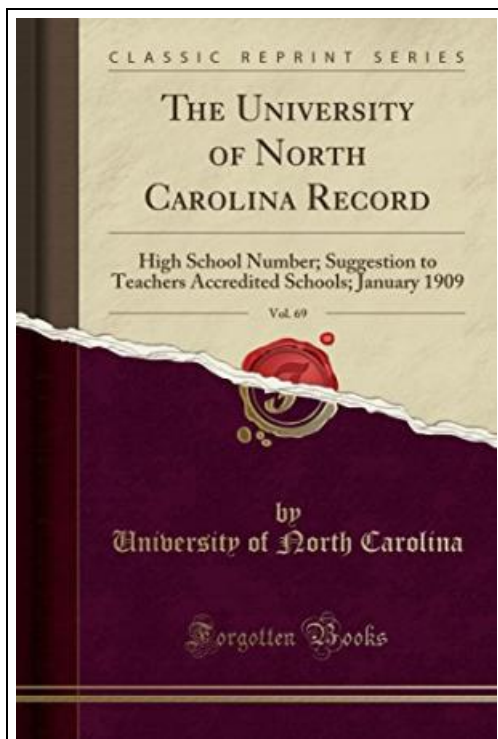 CLASSIC REPRINT SERIES
THE UNIVERSITY
OF NORTH
CAROLINA RECORD
High School Number; Suggestion to
Teachers Accredited Schools; January 1909
Vol. 69
by
University of North Carolina
Forgotten Books